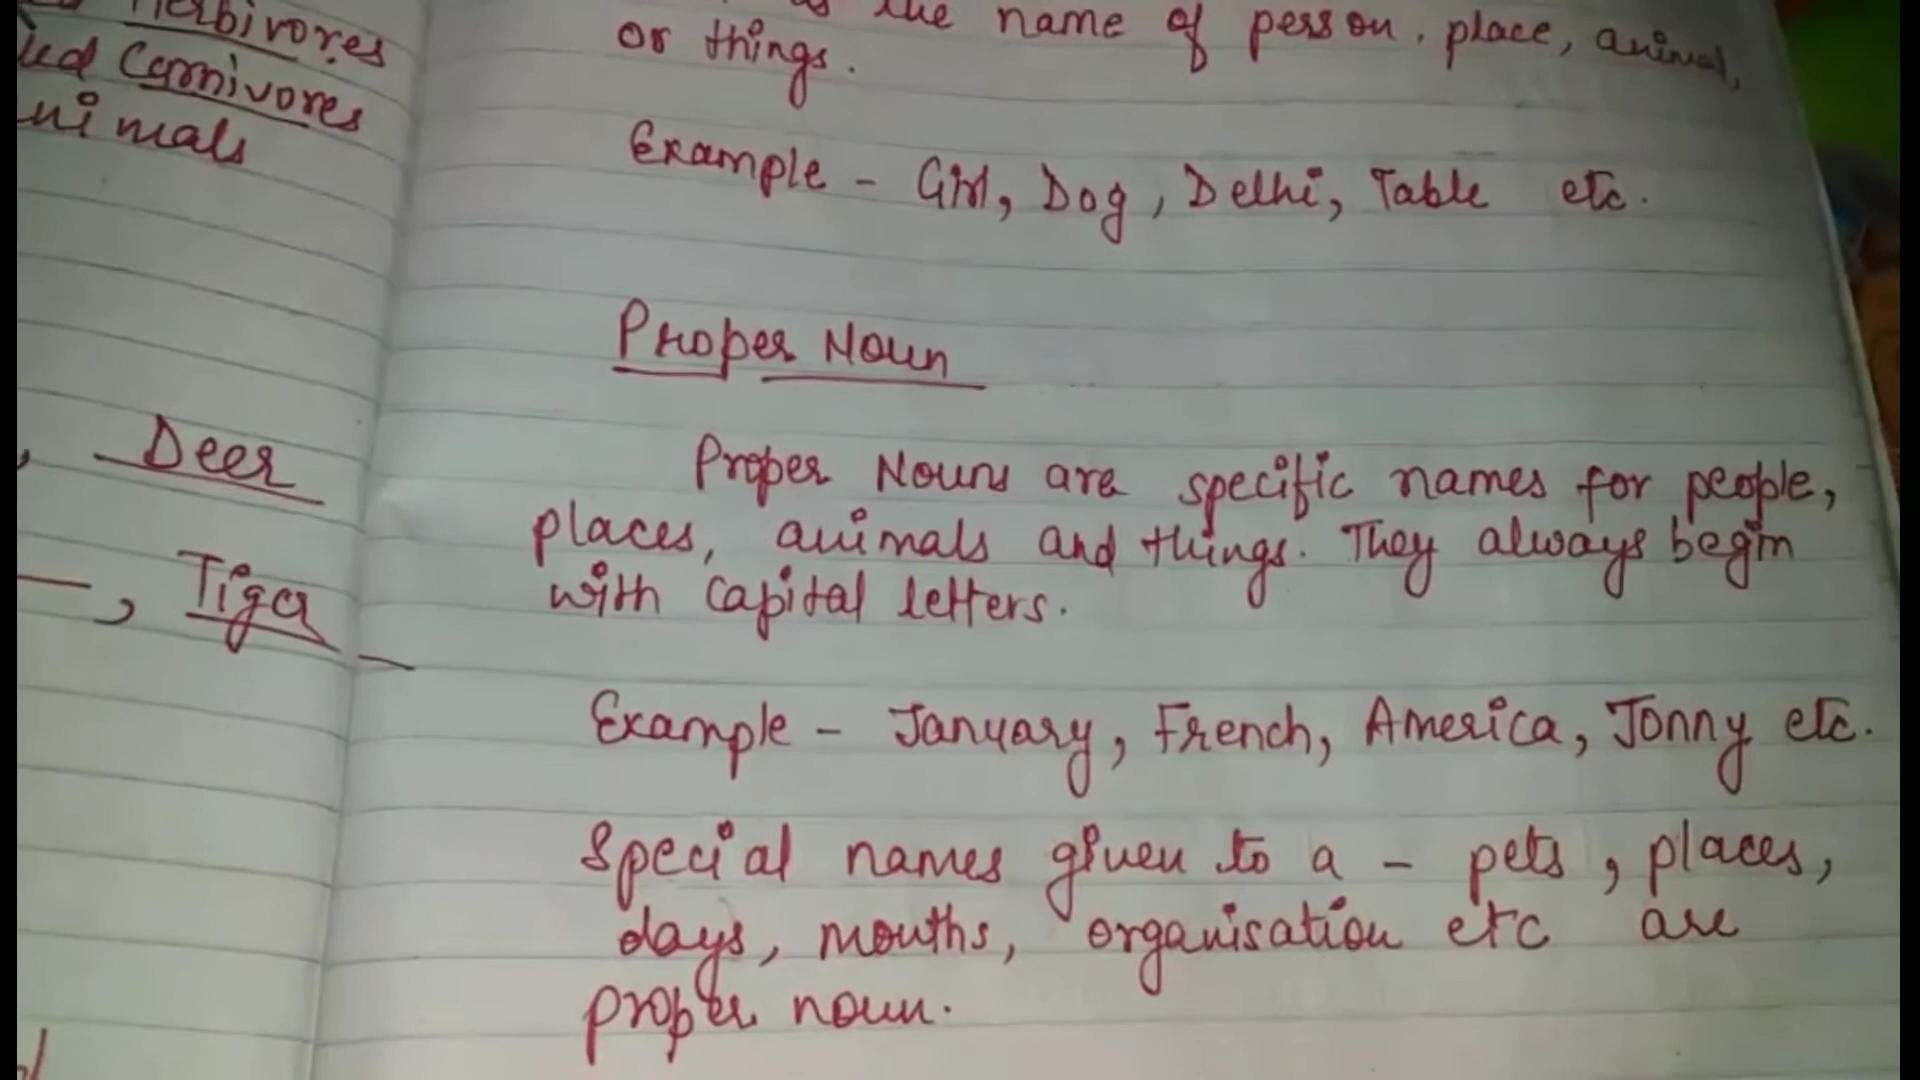 Herbivores
Carnivores
nimals
Deer
, Tiger
the name of person, place, animal,
or things.
Example - Girl, Dog, Delhi, Table etc.
Proper Noun
Proper Nouns are specific names for people,
places, animals and things. They always begin
with capital letters.
Example - January, French, America, Jonny etc.
Special names given to a - pets, places,
days, months, organisation etc are
proper noun.